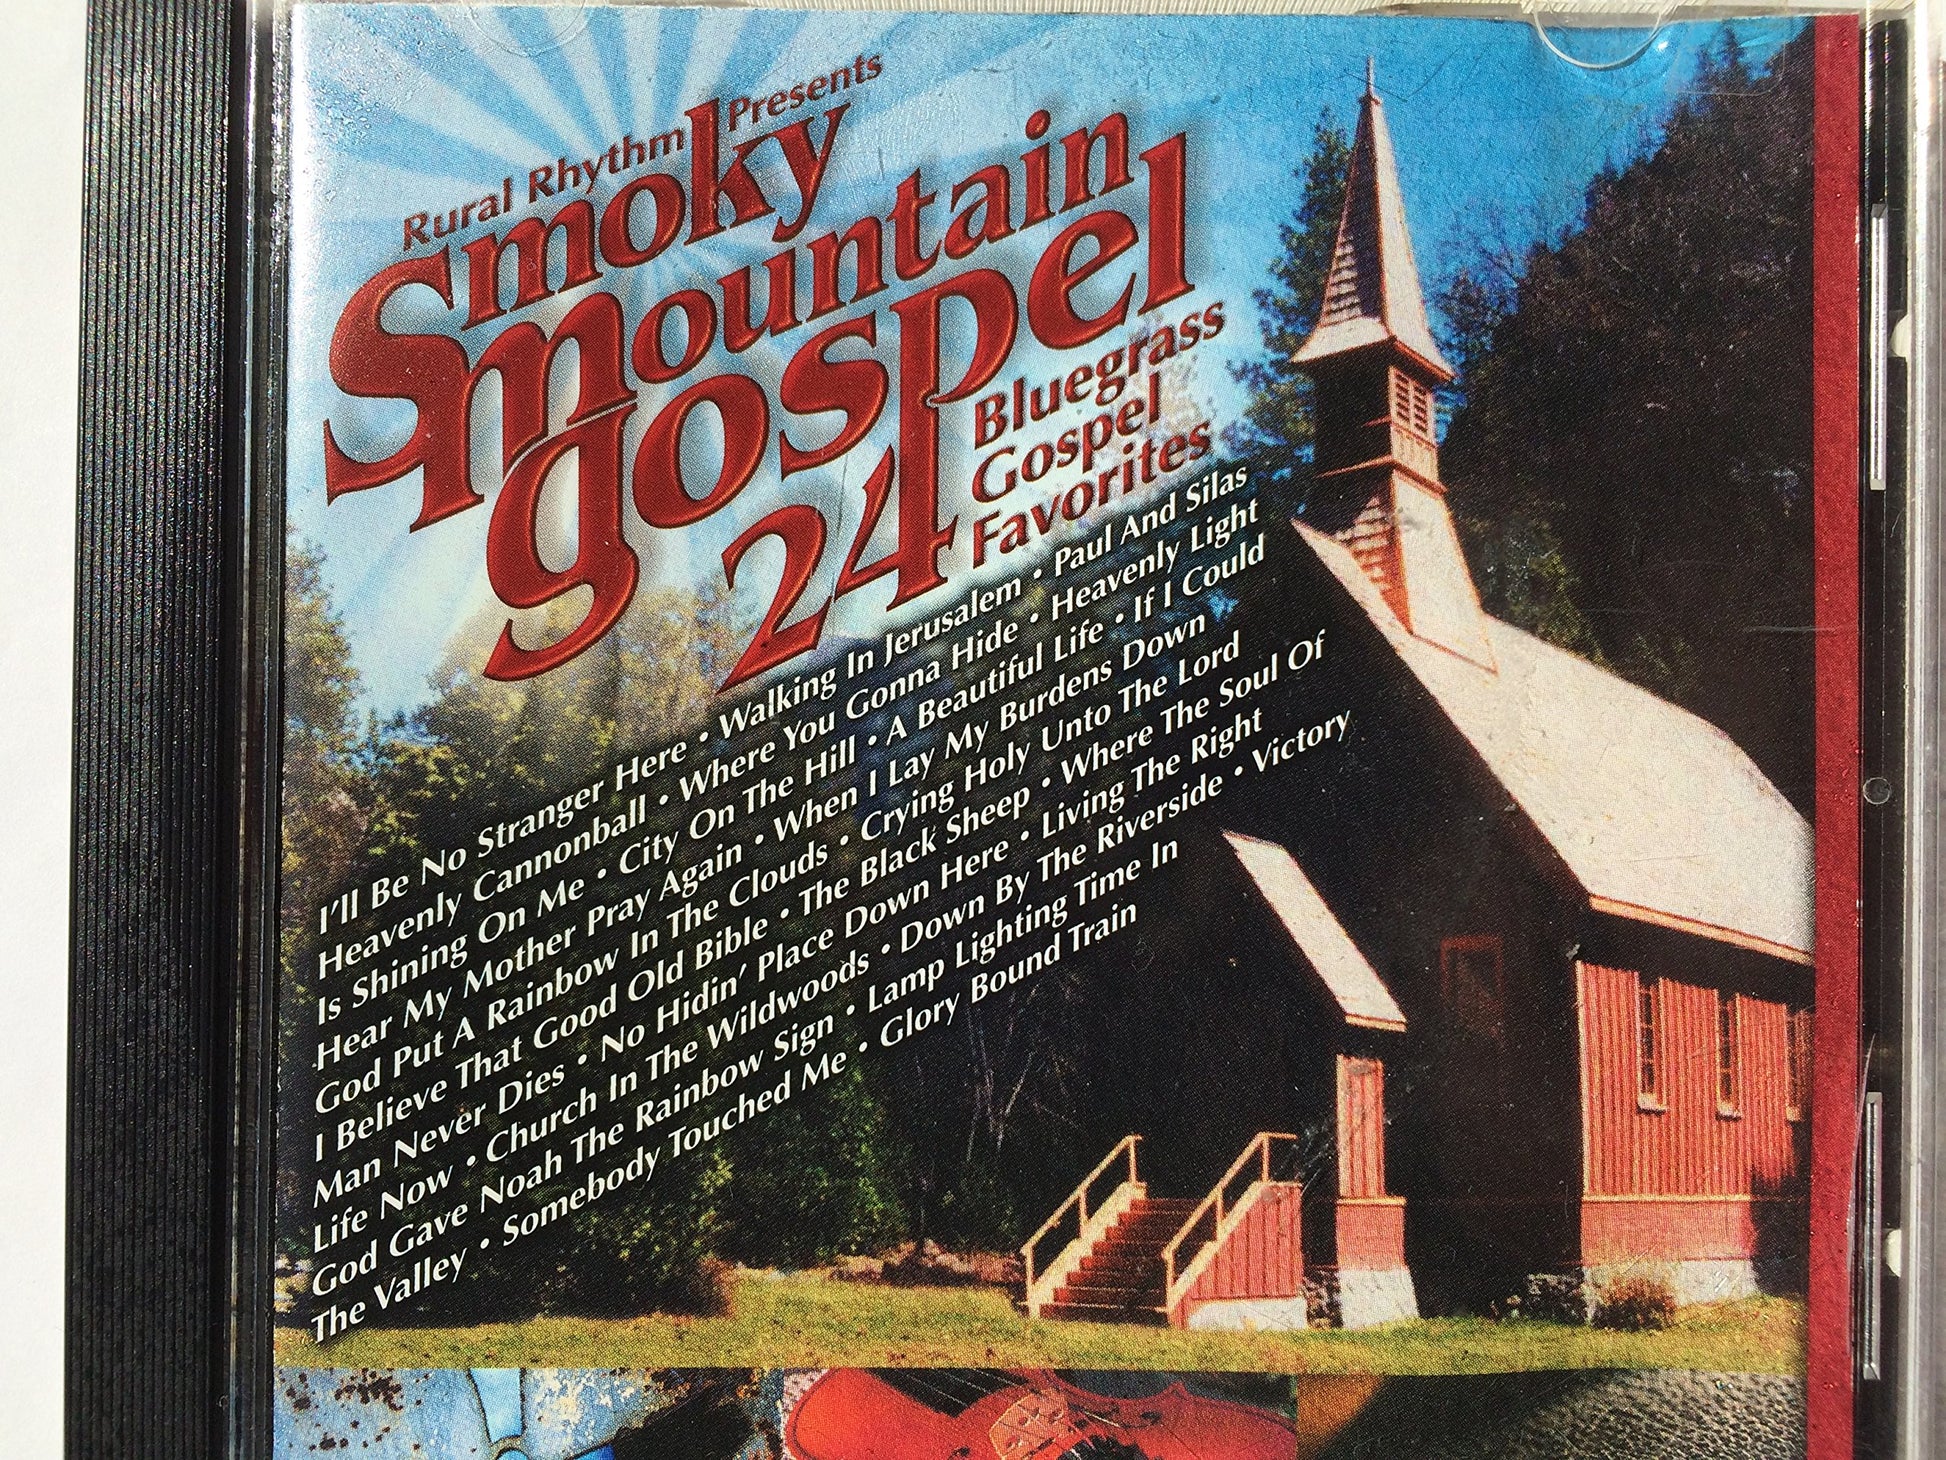 Rural Rhythm Presents
Smoky
Mountain
Gospel
24 Bluegrass
Gospel
Favorites
I'll Be No Stranger Here • Walking In Jerusalem • Paul And Silas
Heavenly Cannonball • Where You Gonna Hide • Heavenly Light
Is Shining On Me • City On The Hill • A Beautiful Life • If I Could
Hear My Mother Pray Again • When I Lay My Burdens Down
God Put A Rainbow In The Clouds • Crying Holy Unto The Lord
I Believe That Good Old Bible • The Black Sheep • Where The Soul Of
Man Never Dies • No Hidin' Place Down Here • Living The Right
Life Now • Church In The Wildwoods • Down By The Riverside • Victory
God Gave Noah The Rainbow Sign • Lamp Lighting Time In
The Valley • Somebody Touched Me • Glory Bound Train